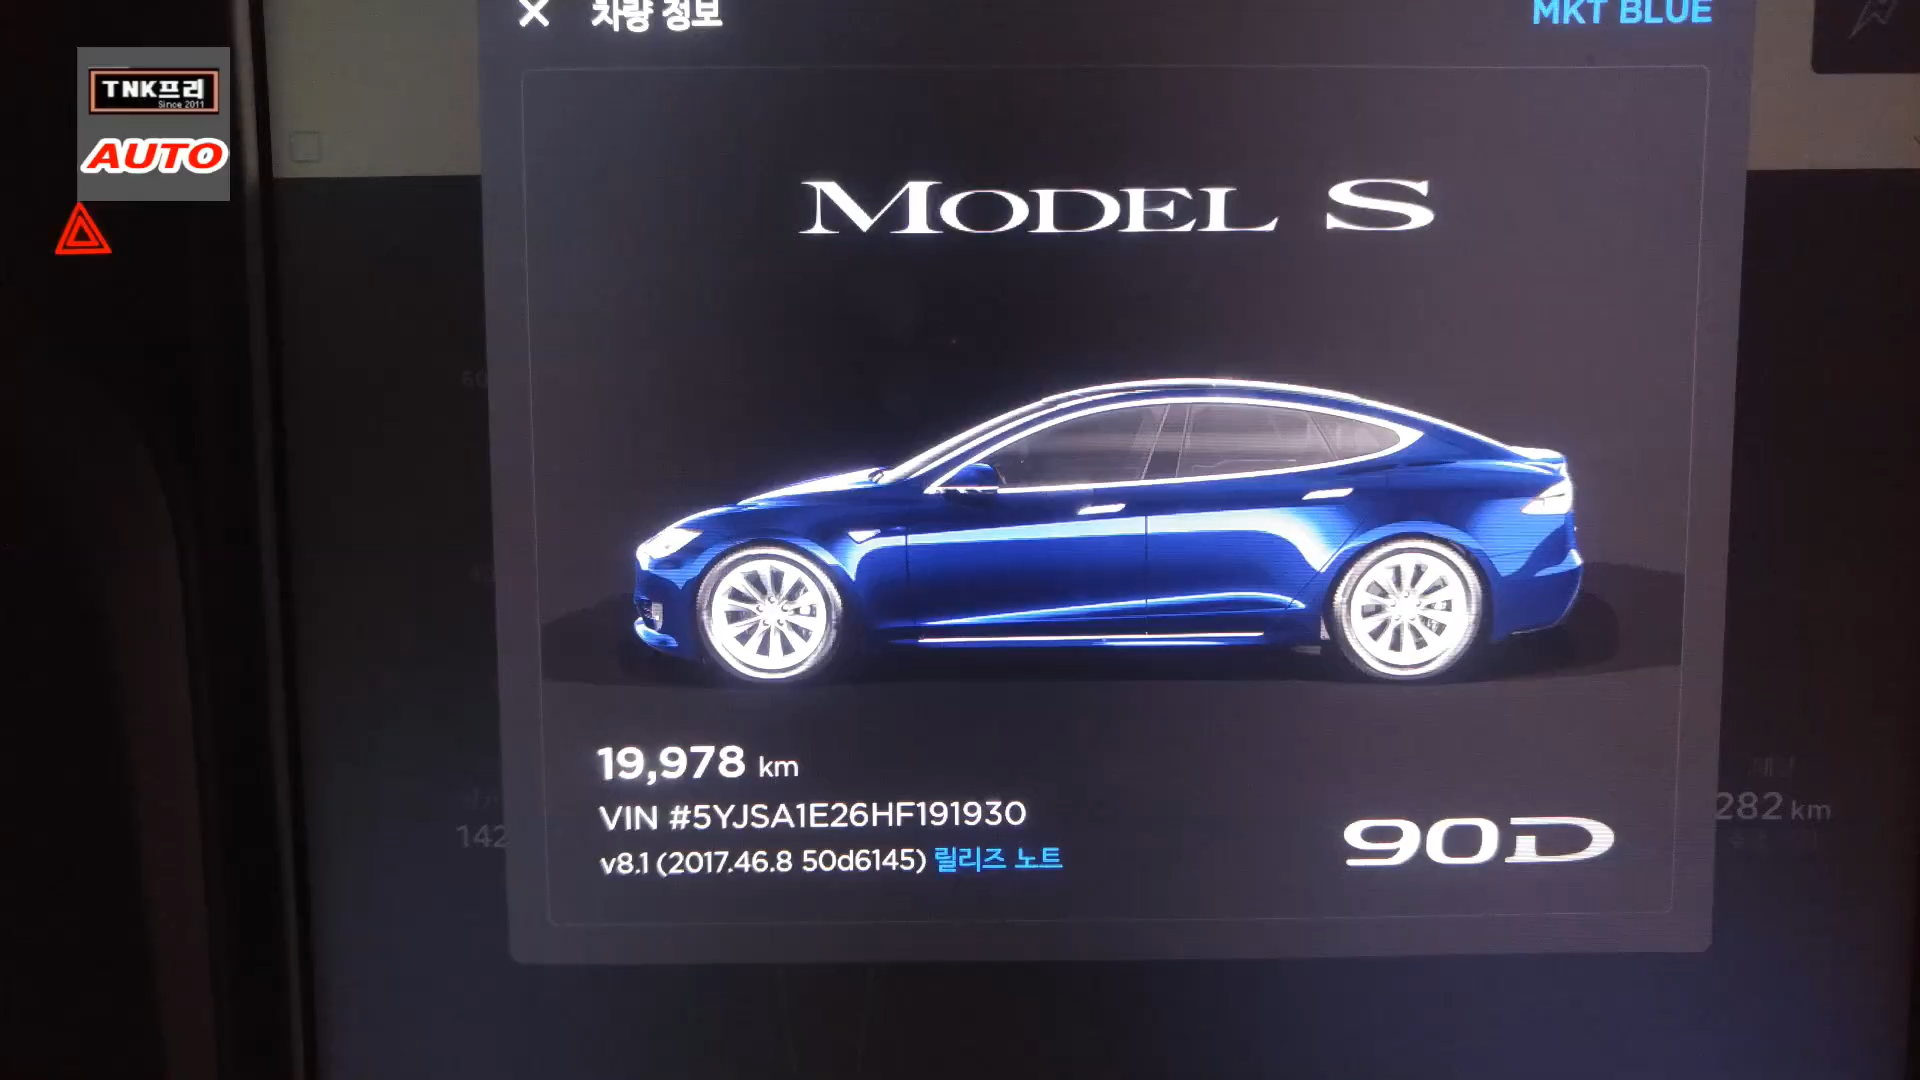 차량 정보
MKT BLUE
TNK프리
Since 2011
AUTO
MODEL S
60
19,978 km
VIN #5YJSA1E26HF191930
v8.1 (2017.46.8 50d6145) 릴리즈 노트
90D
142
282 km